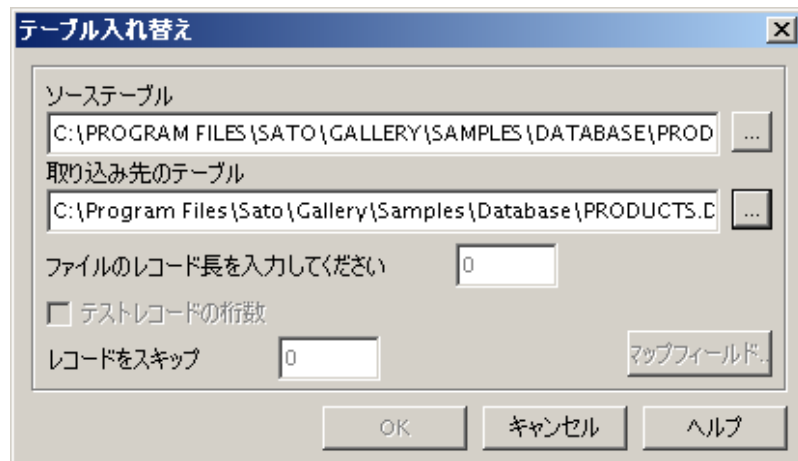 テーブル入れ替え
ソーステーブル
C:\PROGRAM FILES\SATO\GALLERY\SAMPLES\DATABASE\PROD ...
取り込み先のテーブル
C:\Program Files\Sato\Gallery\Samples\Database\PRODUCTS.D ...
ファイルのレコード長を入力してください 0
テストレコードの桁数
レコードをスキップ 0 マップフィールド..
OK キャンセル ヘルプ